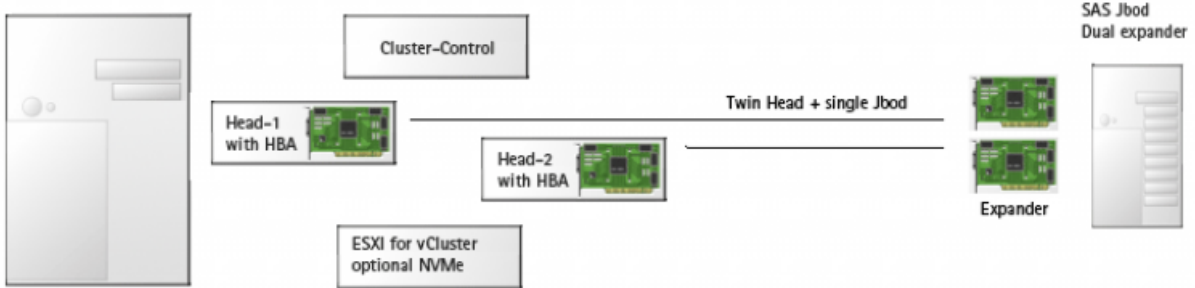 SAS Jbod
Dual expander
Cluster-Control
Twin Head + single Jbod
Head-1
with HBA
Head-2
with HBA
Expander
ESXI for vCluster
optional NVMe